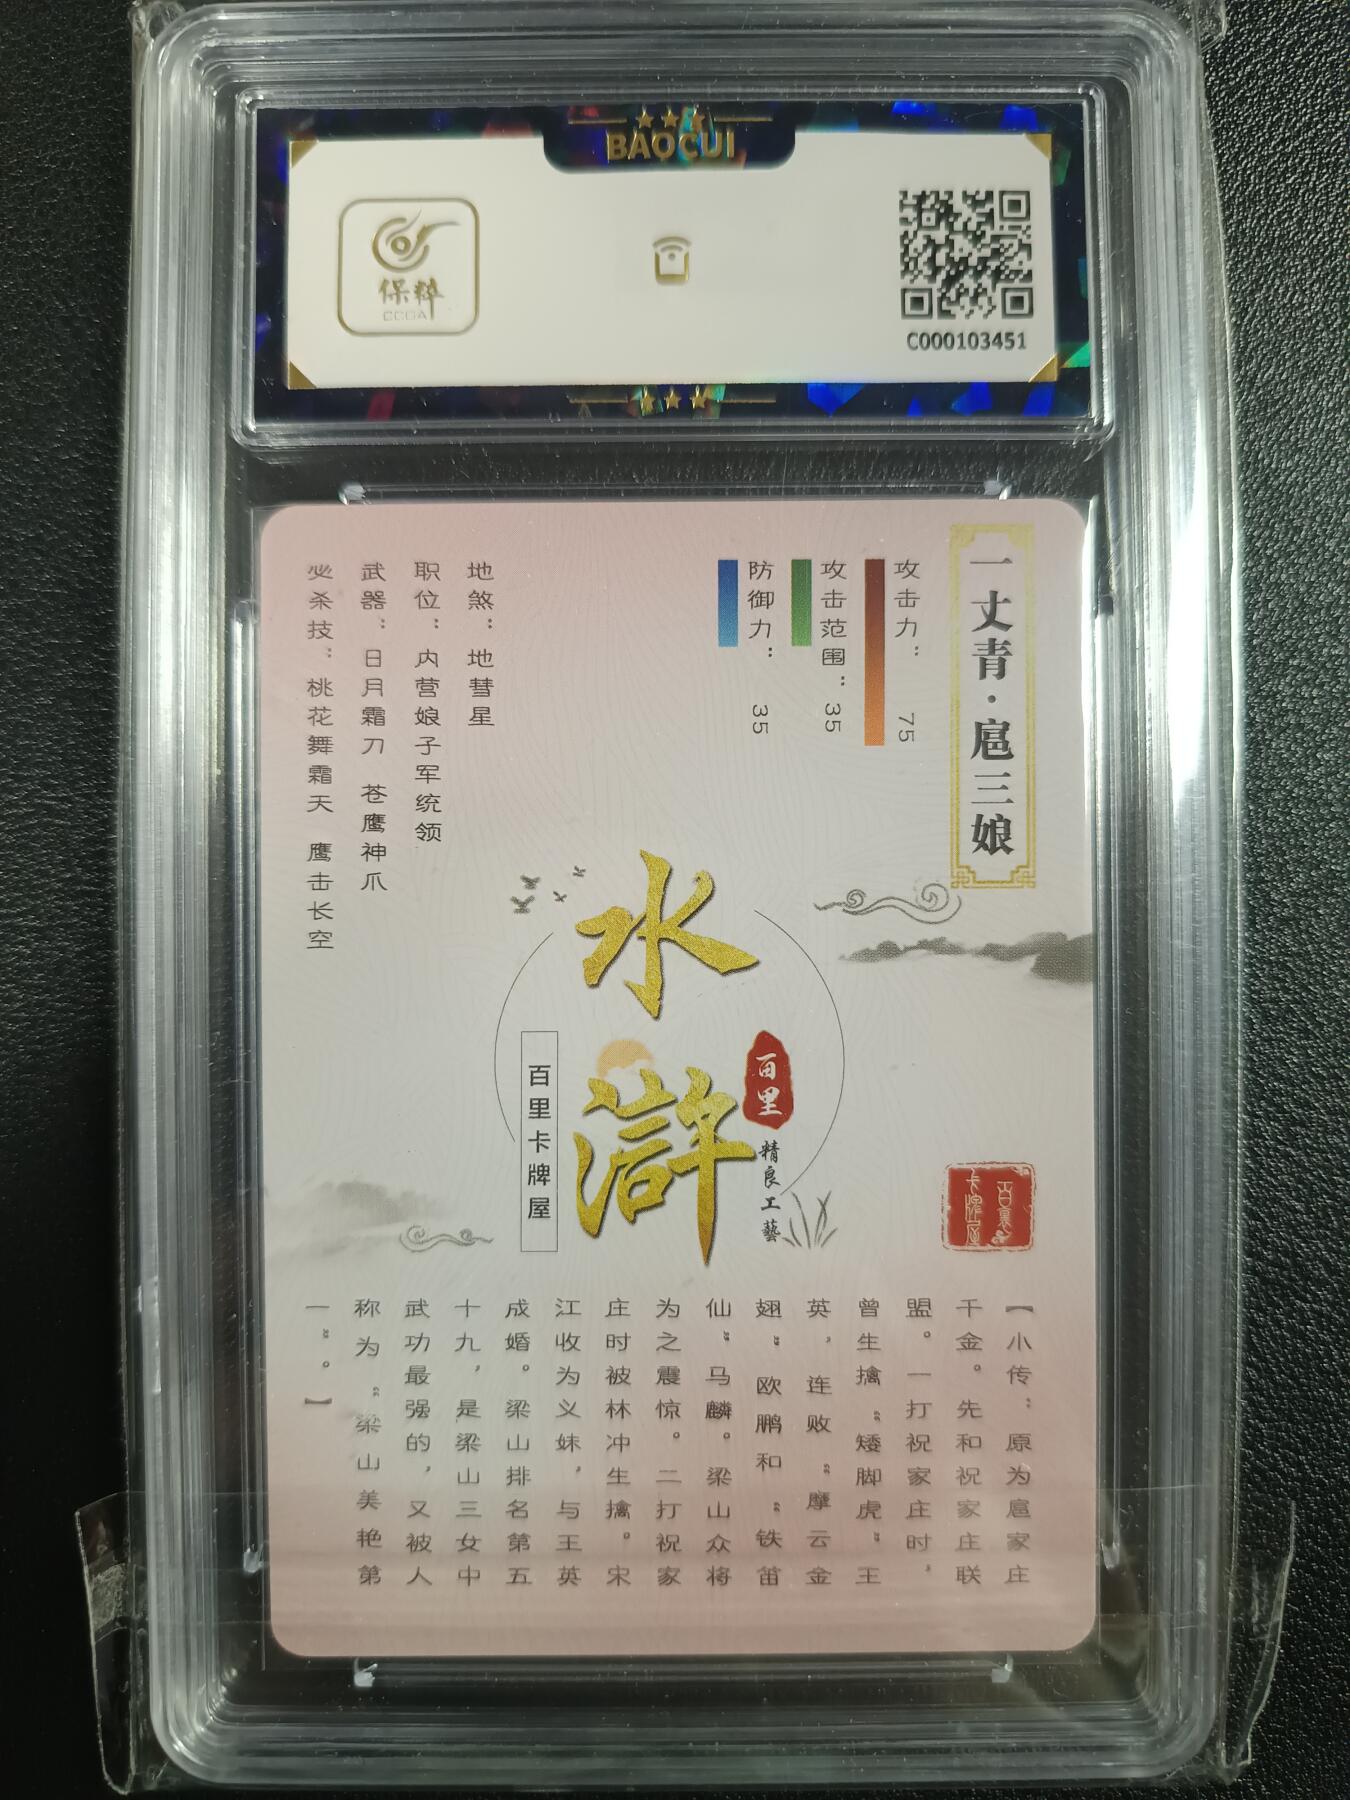 BAOCUI
保粹
CCGA
C000103451
一丈青·扈三娘
攻击力: 75
攻击范围: 35
防御力: 35
地煞: 地彗星
职位: 内营娘子军统领
武器: 日月霜刀 苍鹰神爪
必杀技: 桃花舞霜天 鹰击长空
水浒
百里
精良工藝
百里卡牌屋
百裏
卡牌屋
【小传: 原为扈家庄
千金。先和祝家庄联
盟。一打祝家庄时,
曾生擒“矮脚虎”王
英, 连败“摩云金
翅”欧鹏和“铁笛
仙”马麟。梁山众将
为之震惊。二打祝家
庄时被林冲生擒。宋
江收为义妹, 与王英
成婚。梁山排名第五
十九, 是梁山三女中
武功最强的, 又被人
称为“梁山美艳第
一”。】